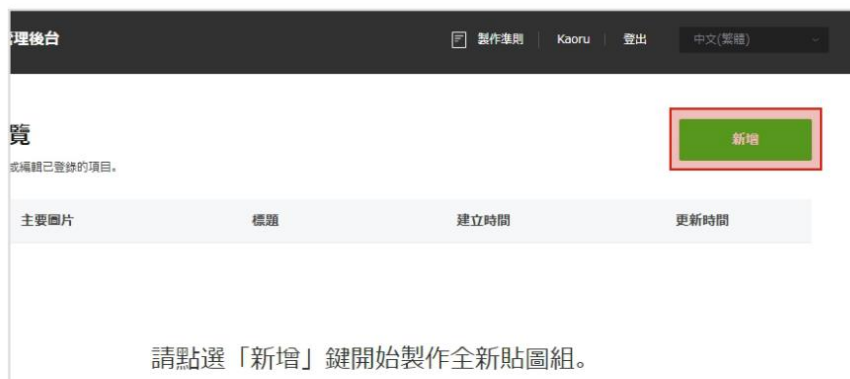 管理後台
製作準則 Kaoru 登出 中文(繁體)
覽
新增
或編輯已登錄的項目。
主要圖片 標題 建立時間 更新時間
請點選「新增」鍵開始製作全新貼圖組。